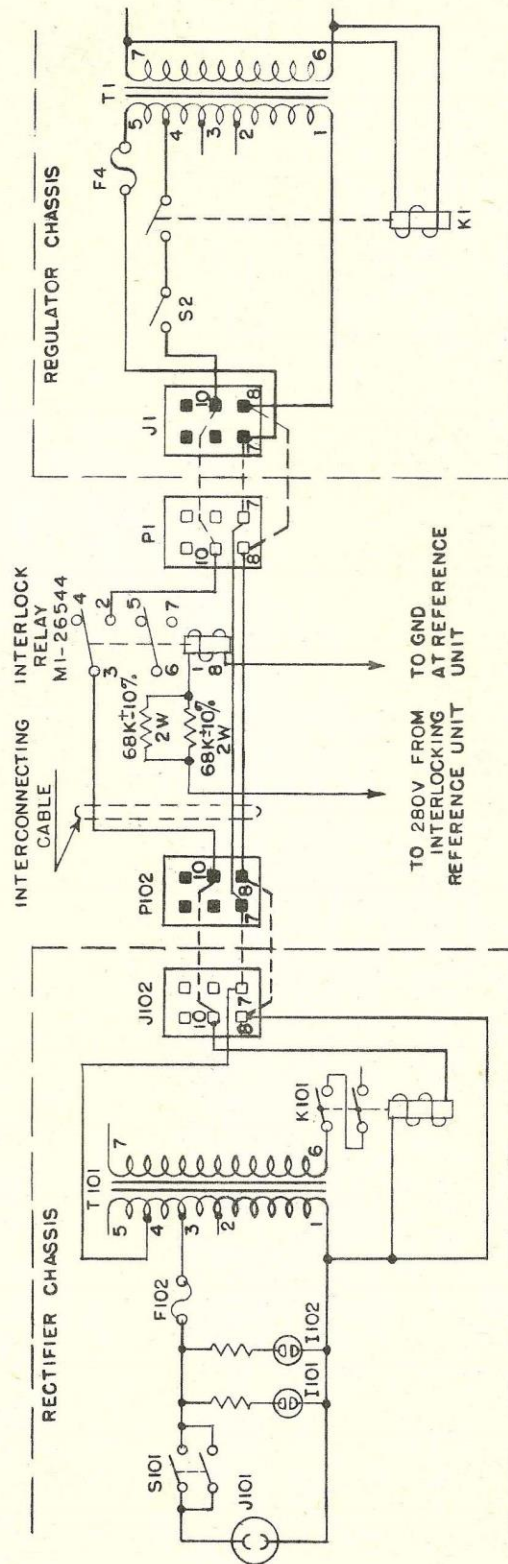 RECTIFIER CHASSIS
S101
J101
F102
I101
I102
T101
5
4
3
2
1
7
6
K101
J102
10
8
7
P102
10
7
8
INTERCONNECTING
CABLE
INTERLOCK
RELAY
MI-26544
3
4
2
5
6
7
1
8
68K±10%
2W
68K±10%
2W
TO 280V FROM
INTERLOCKING
REFERENCE UNIT
TO GND
AT REFERENCE
UNIT
P1
10
8
7
J1
10
7
8
REGULATOR CHASSIS
S2
F4
T1
5
4
3
2
1
7
6
K1